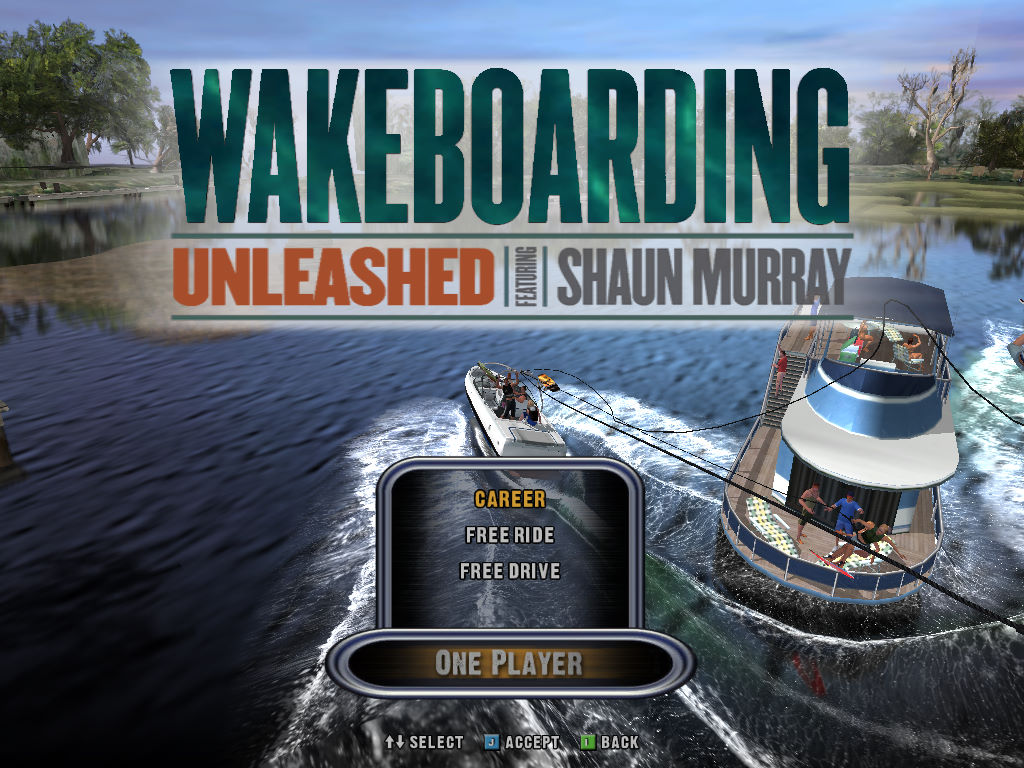 WAKEBOARDING
UNLEASHED FEATURING SHAUN MURRAY
CAREER
FREE RIDE
FREE DRIVE
ONE PLAYER
SELECT J ACCEPT I BACK